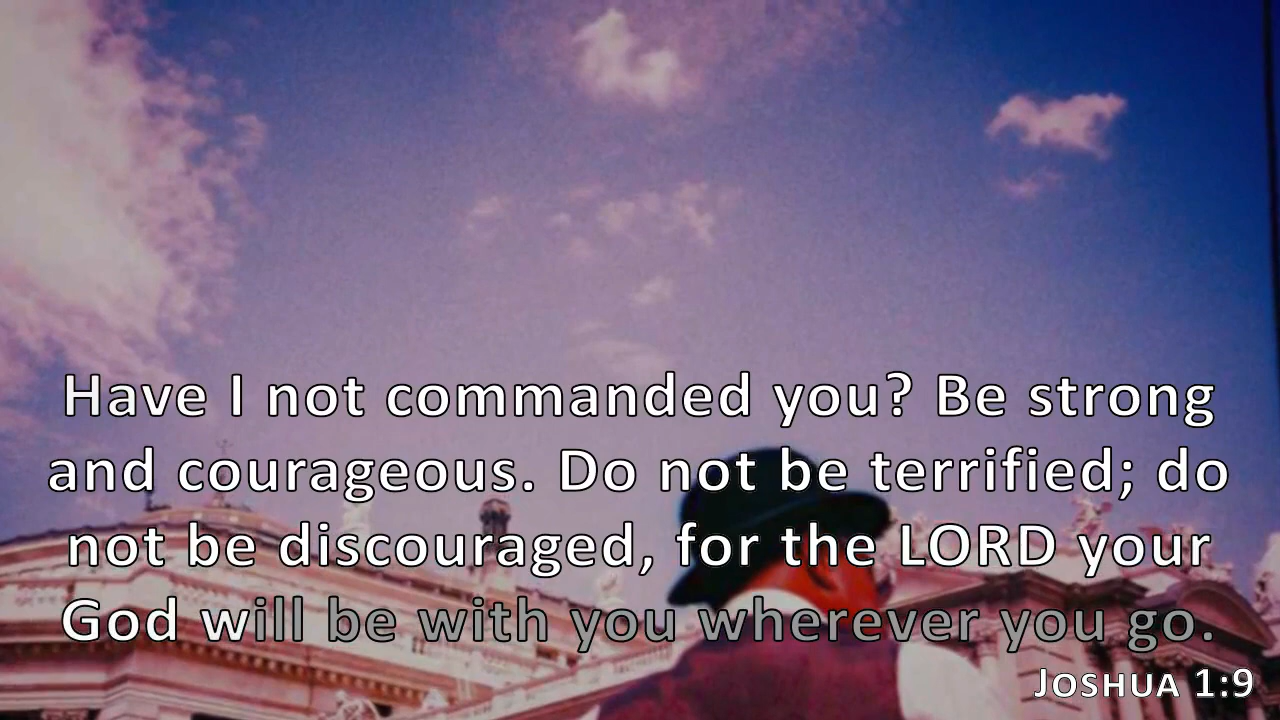 Have I not commanded you? Be strong
and courageous. Do not be terrified; do
not be discouraged, for the LORD your
God will be with you wherever you go.
Joshua 1:9